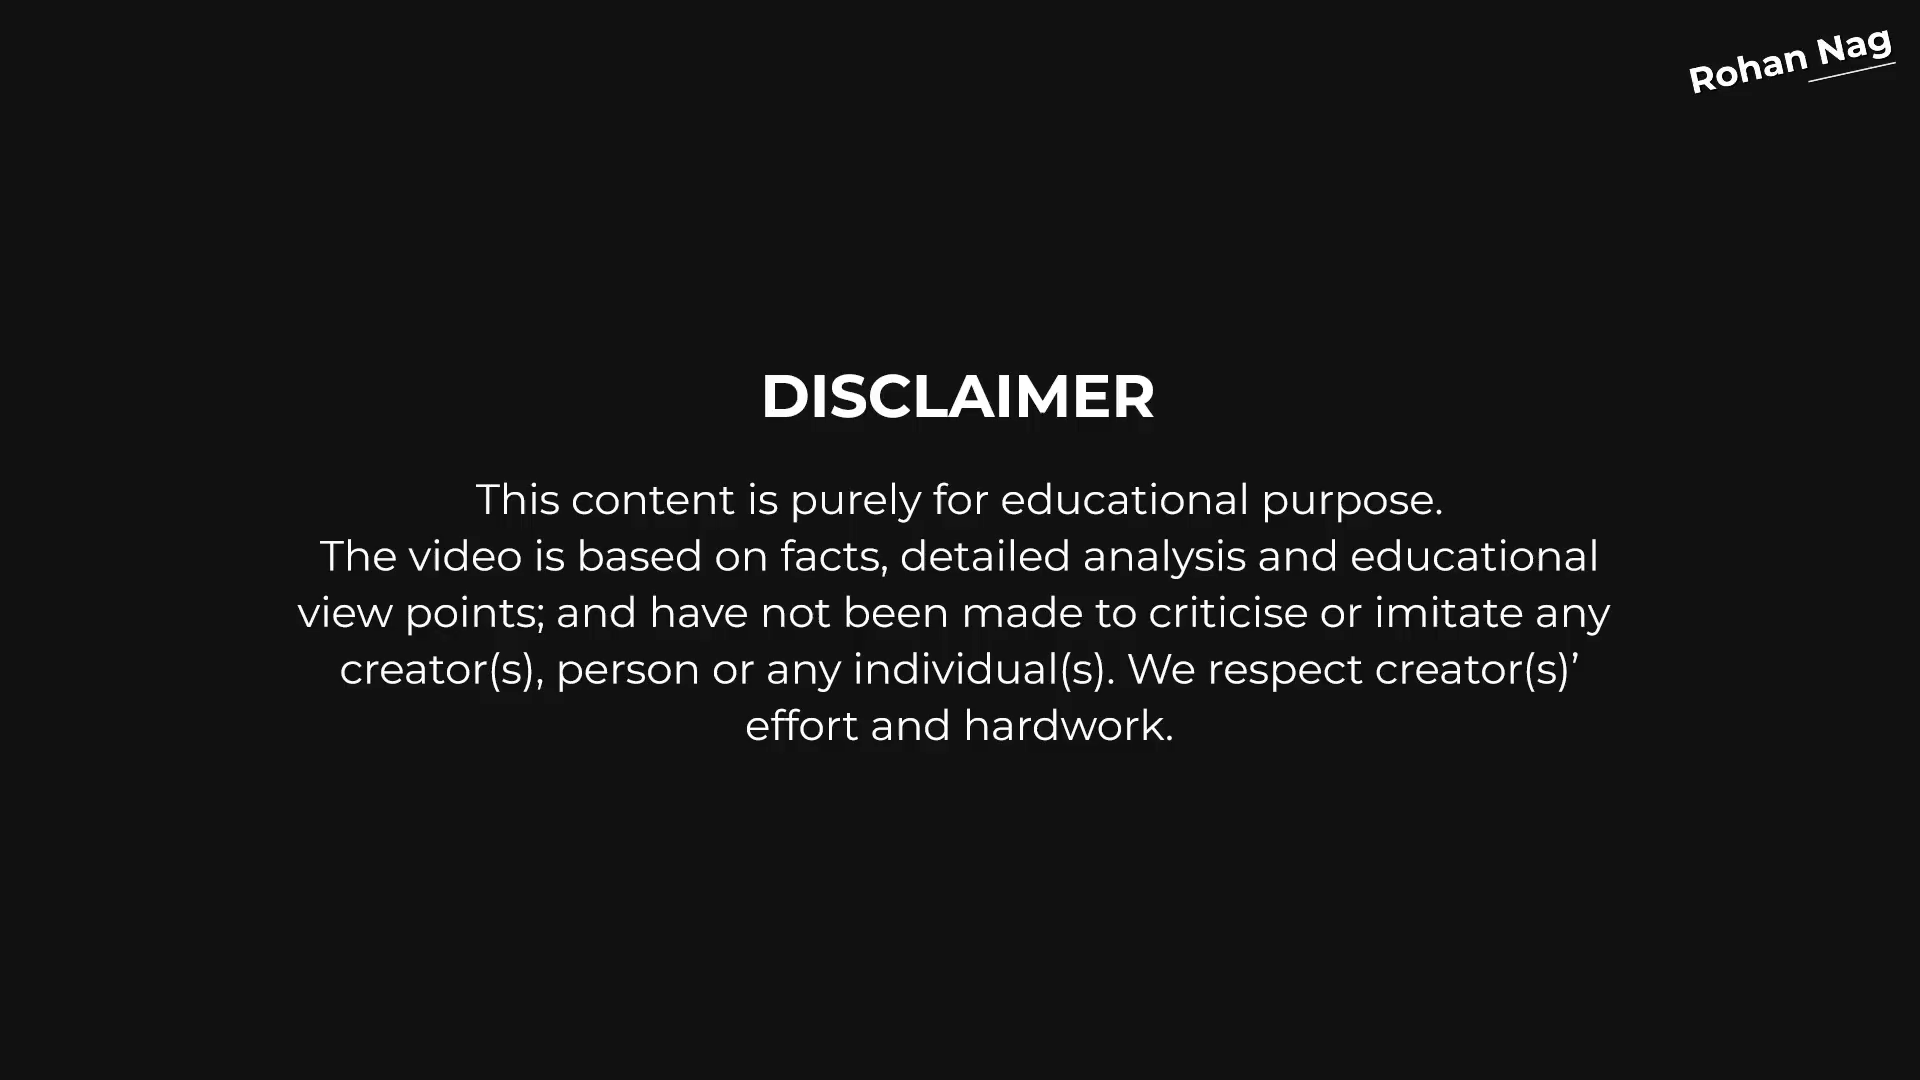 Rohan Nag
DISCLAIMER
This content is purely for educational purpose.
The video is based on facts, detailed analysis and educational
view points; and have not been made to criticise or imitate any
creator(s), person or any individual(s). We respect creator(s)’
effort and hardwork.